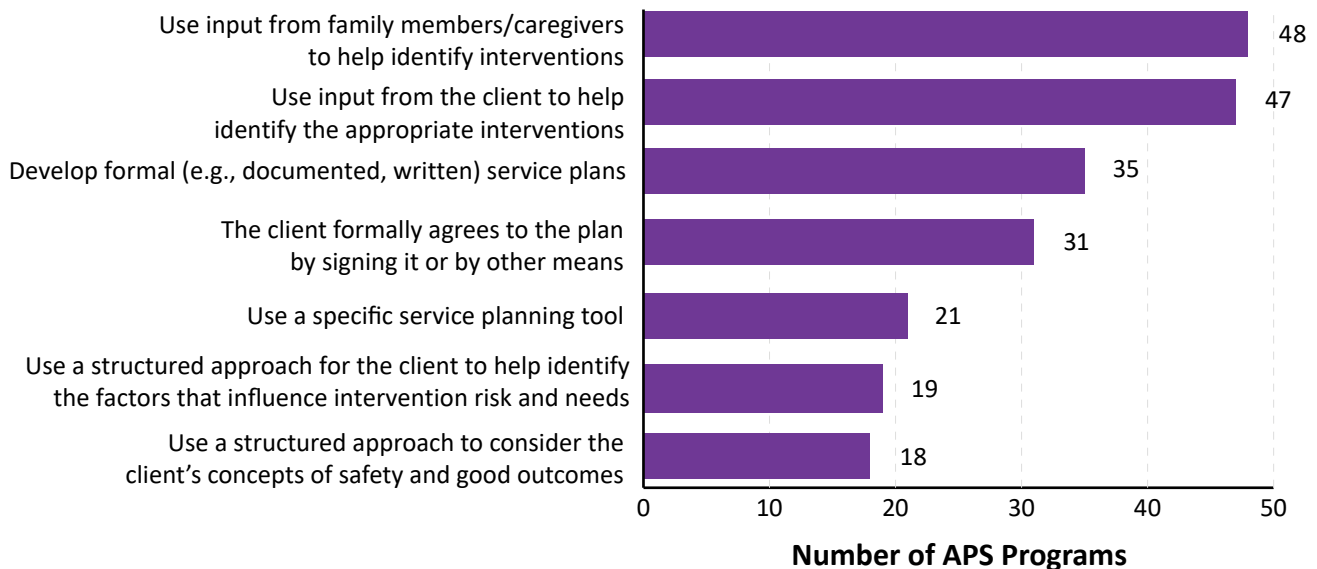 Use input from family members/caregivers
to help identify interventions
48
Use input from the client to help
identify the appropriate interventions
47
Develop formal (e.g., documented, written) service plans
35
The client formally agrees to the plan
by signing it or by other means
31
Use a specific service planning tool
21
Use a structured approach for the client to help identify
the factors that influence intervention risk and needs
19
Use a structured approach to consider the
client’s concepts of safety and good outcomes
18
0 10 20 30 40 50
Number of APS Programs